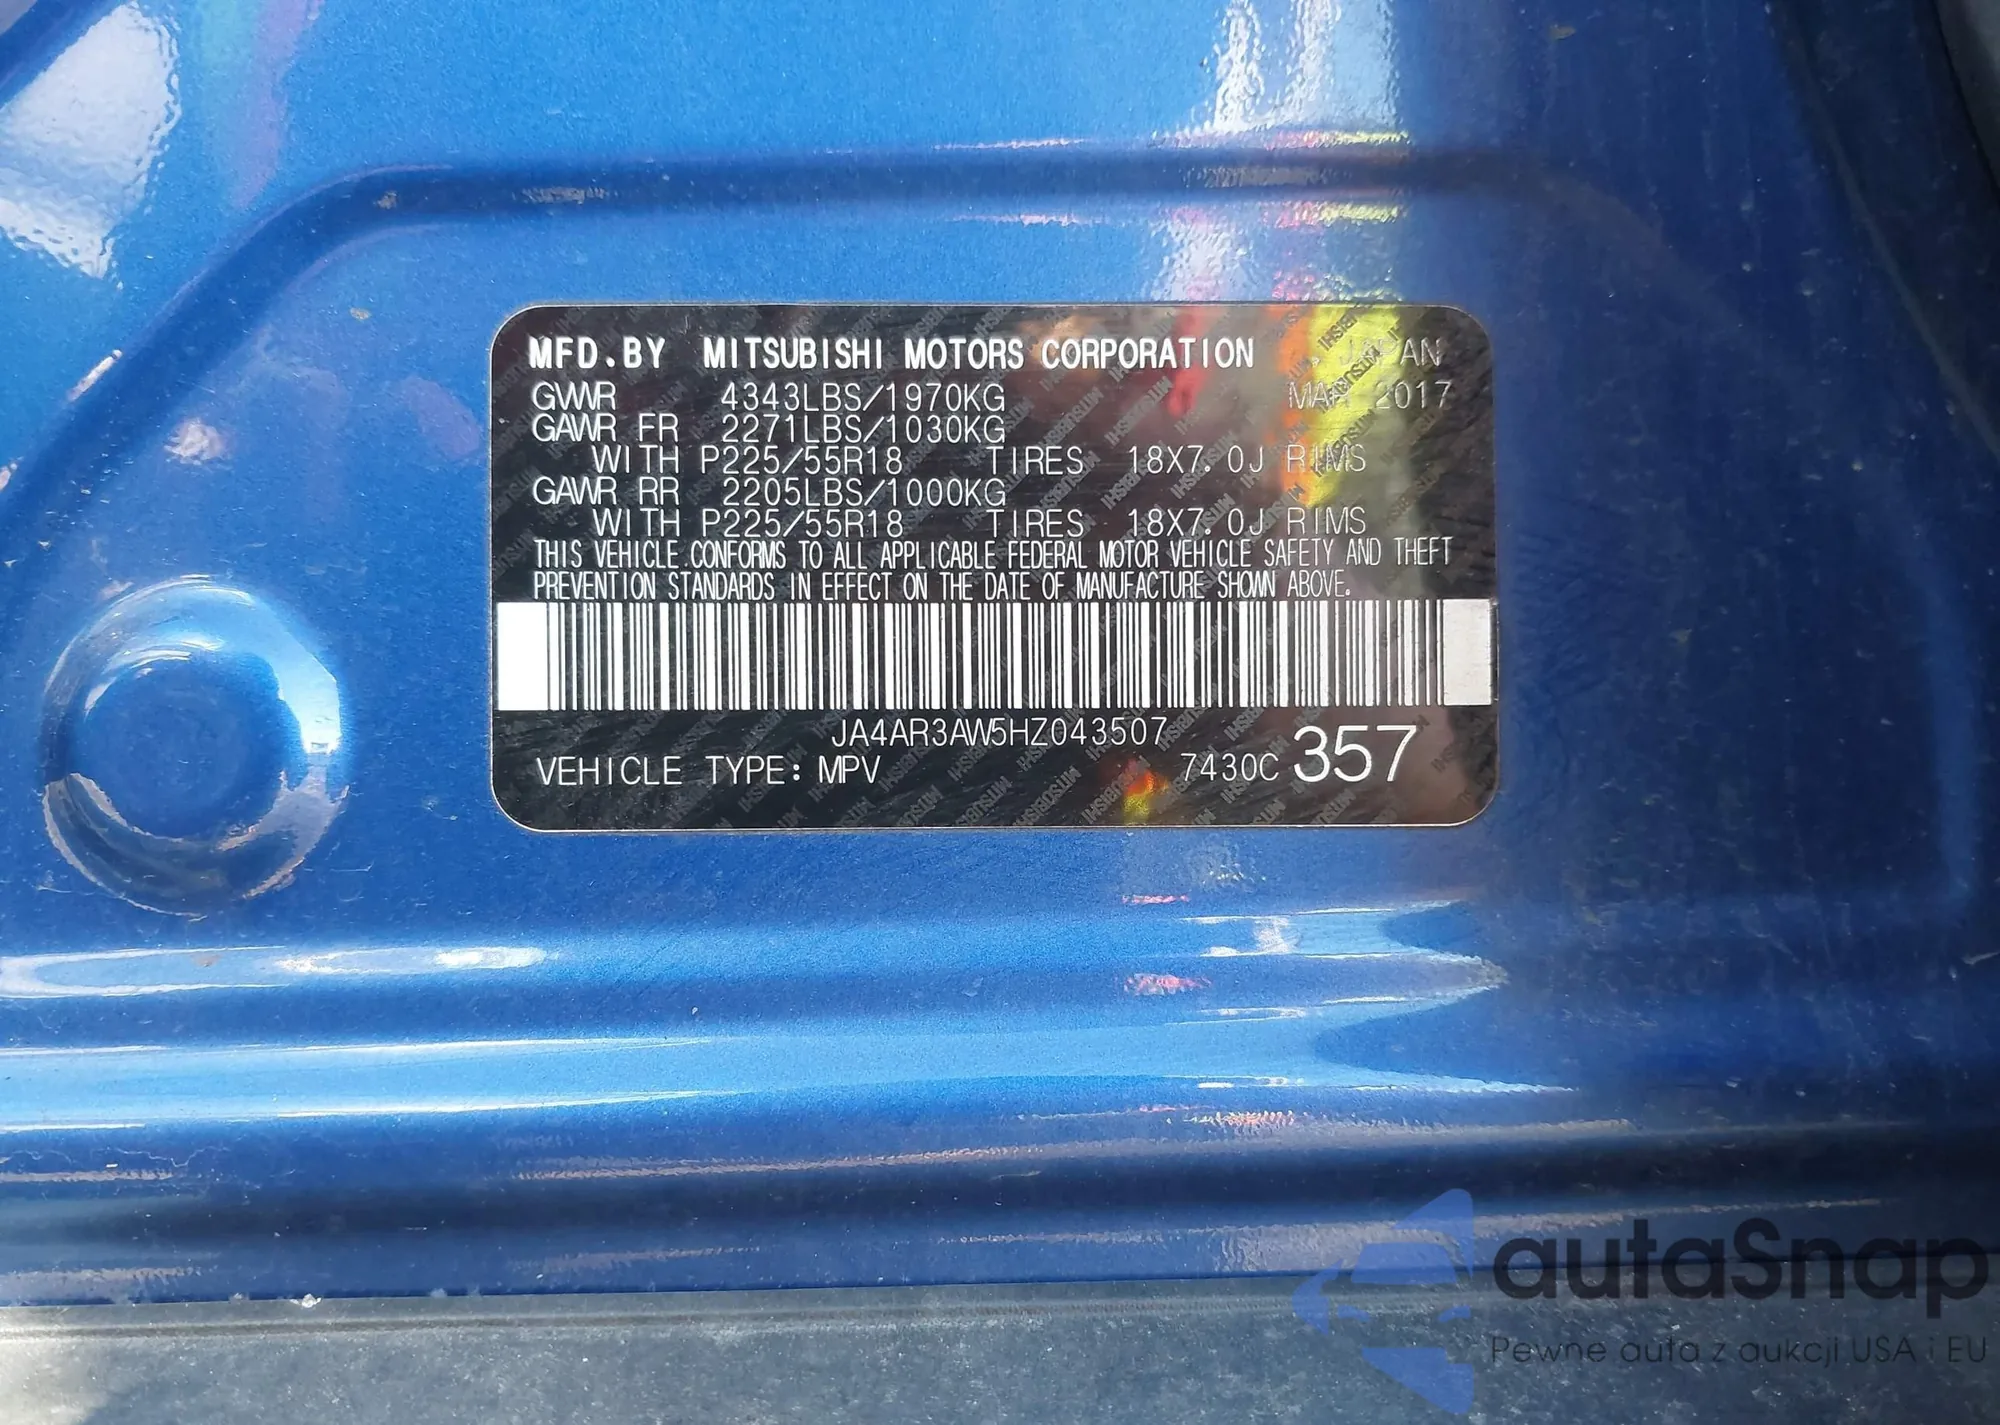 MFD.BY MITSUBISHI MOTORS CORPORATION JAPAN
GVWR 4343LBS/1970KG MAR 2017
GAWR FR 2271LBS/1030KG
WITH P225/55R18 TIRES 18X7.0J RIMS
GAWR RR 2205LBS/1000KG
WITH P225/55R18 TIRES 18X7.0J RIMS
THIS VEHICLE CONFORMS TO ALL APPLICABLE FEDERAL MOTOR VEHICLE SAFETY AND THEFT
PREVENTION STANDARDS IN EFFECT ON THE DATE OF MANUFACTURE SHOWN ABOVE.
JA4AR3AW5HZ043507
VEHICLE TYPE: MPV 7430C 357
autaSnap
Pewne auta z aukcji USA i EU